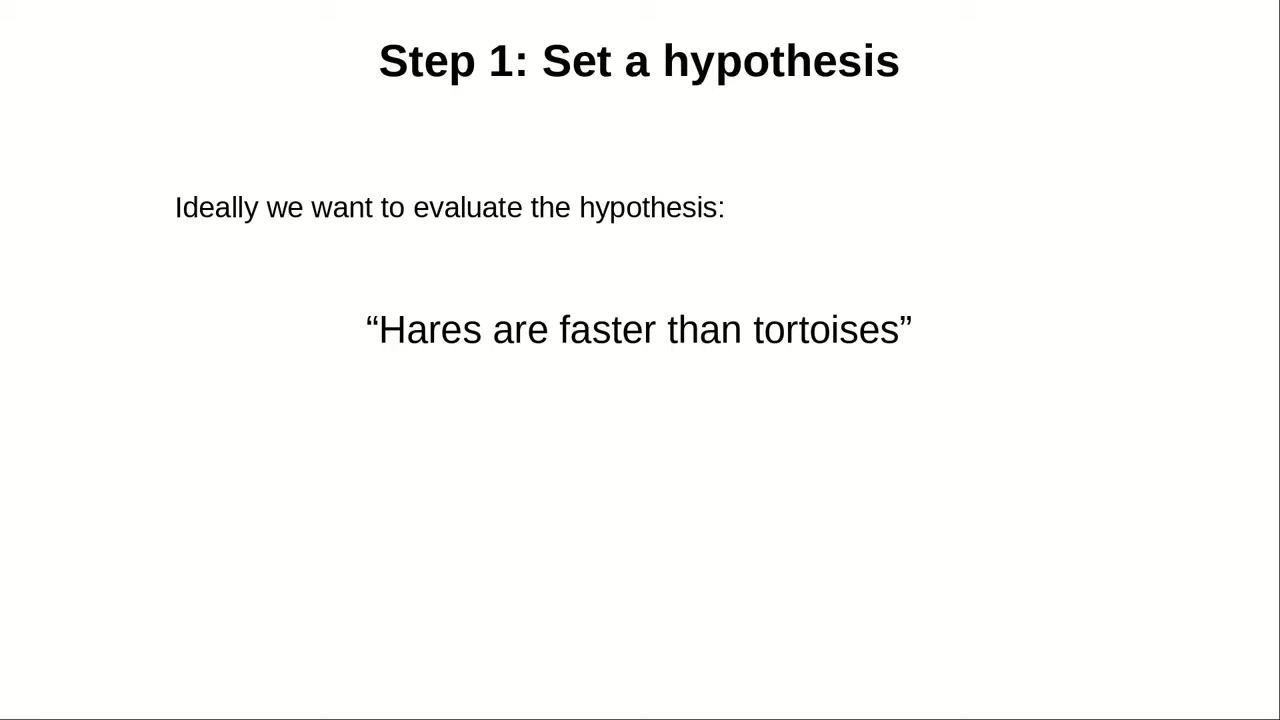 Step 1: Set a hypothesis
Ideally we want to evaluate the hypothesis:
“Hares are faster than tortoises”